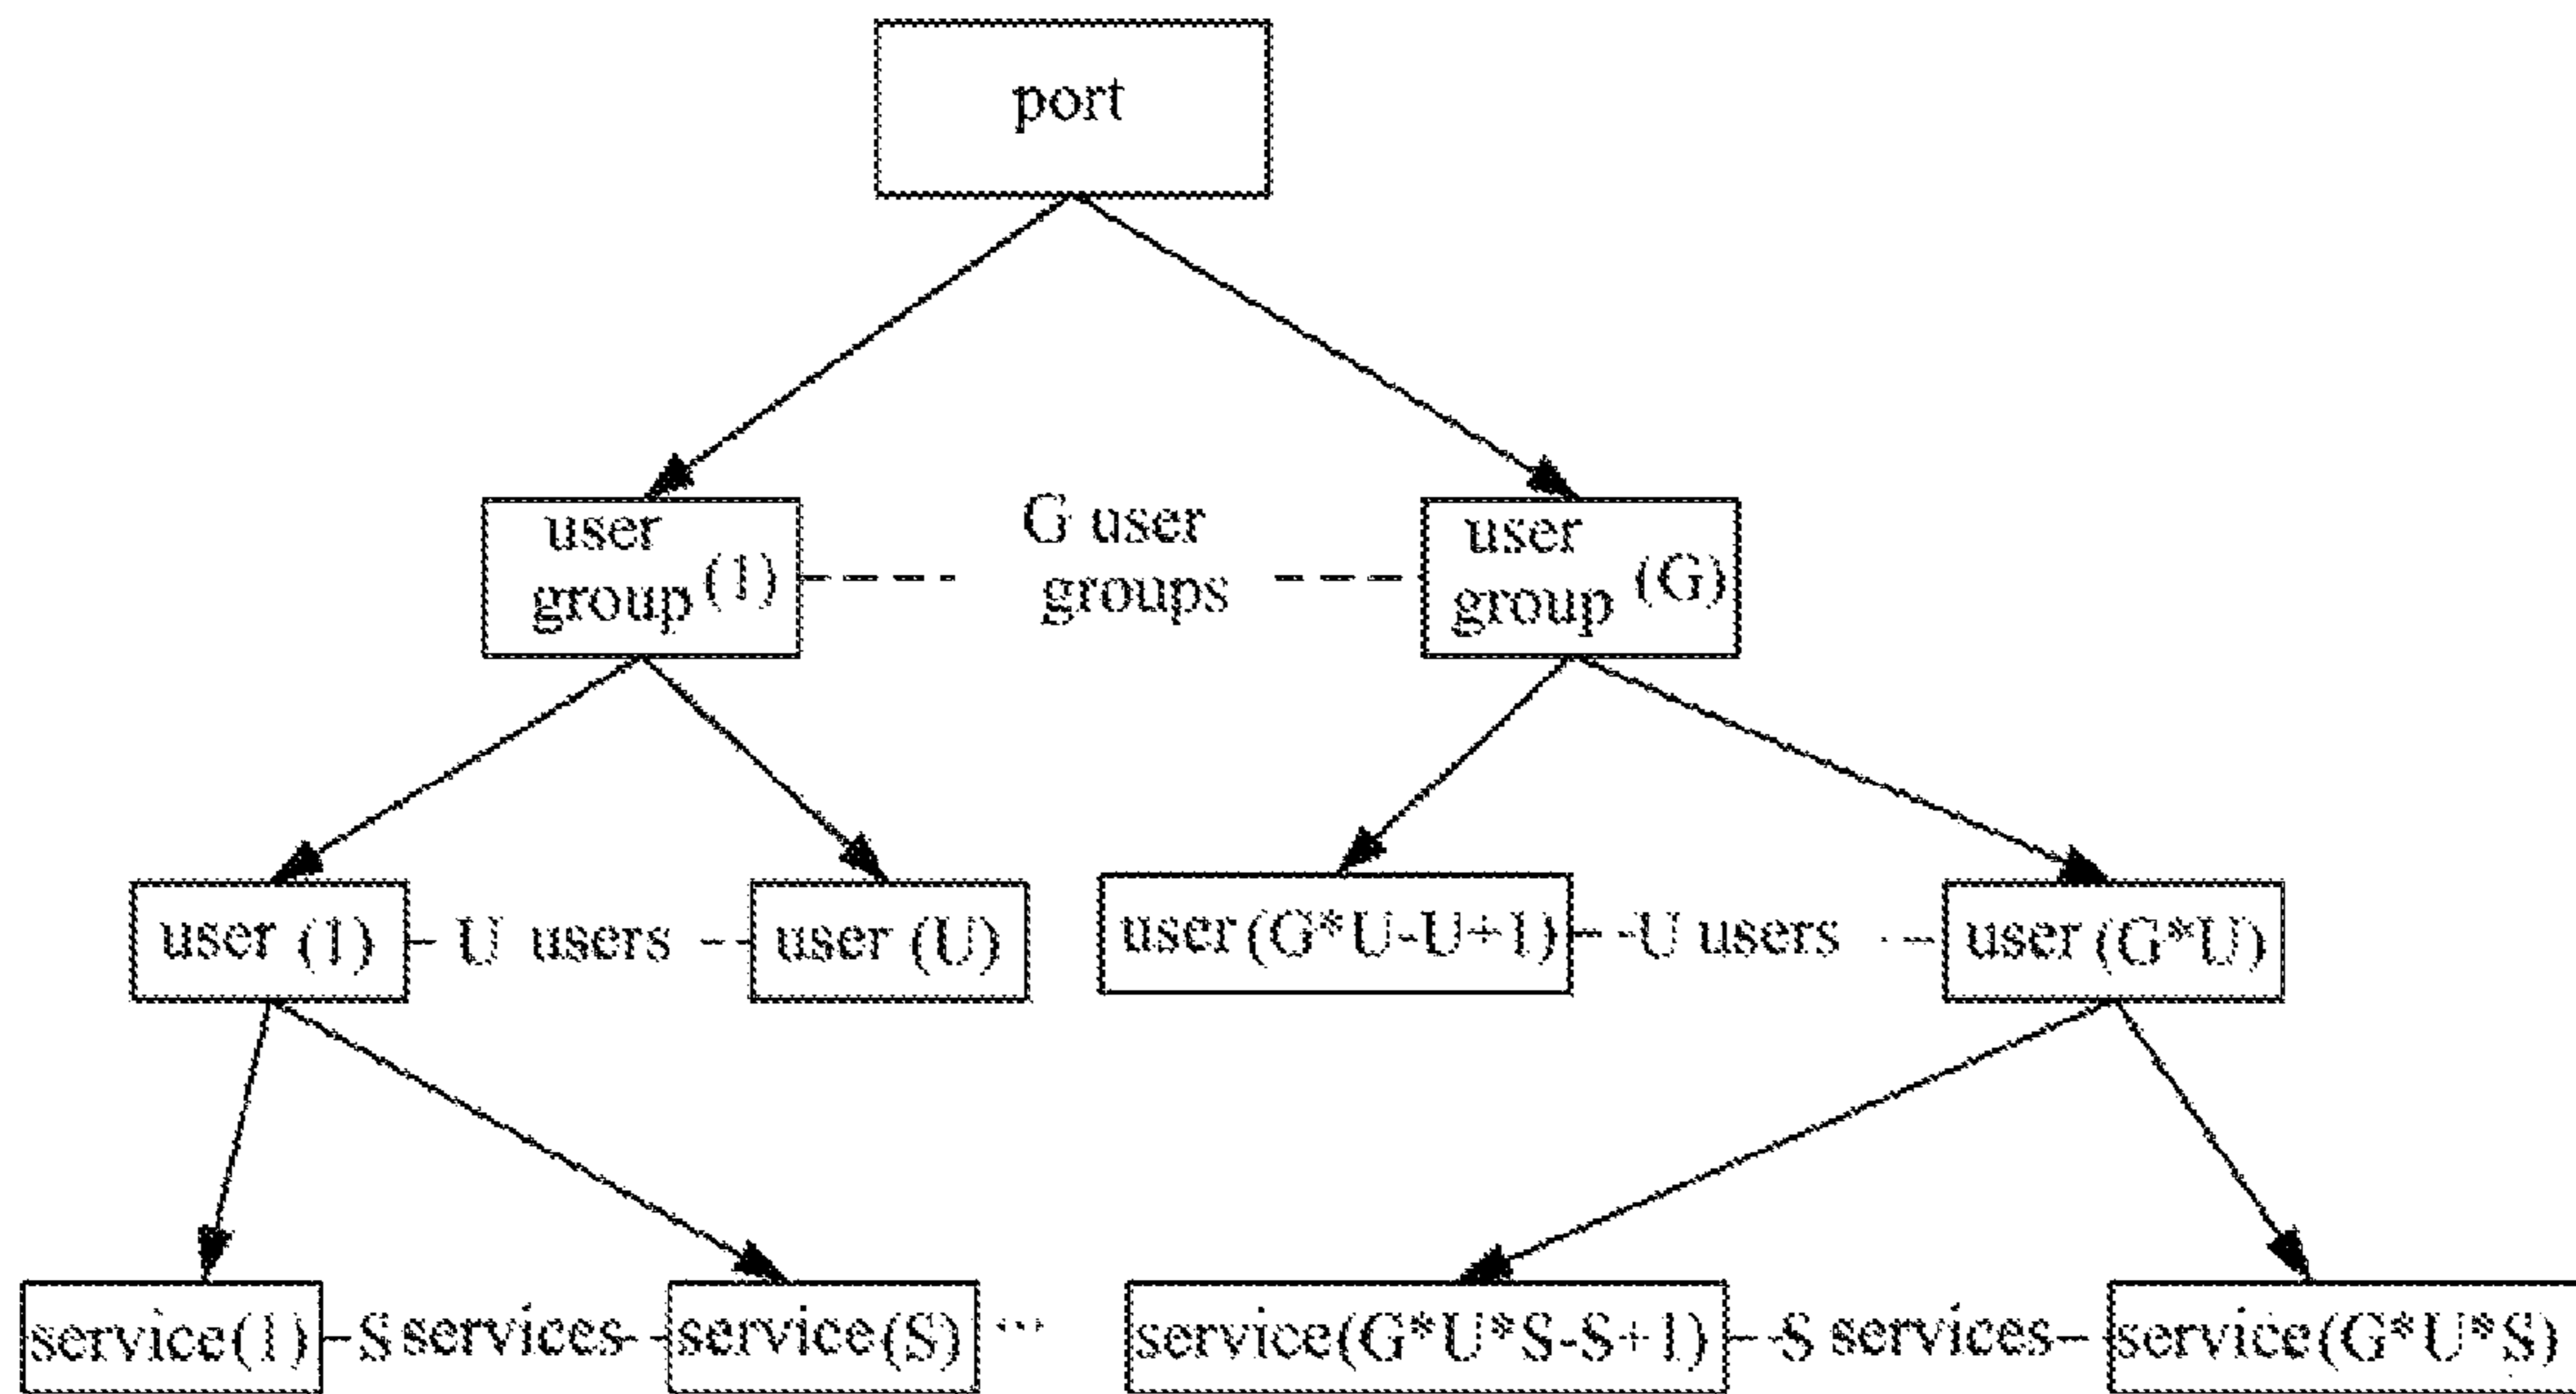 port
user
group (1)
G user
groups
user
group (G)
user (1)
U users
user (U)
user(G*U-U+1)
U users
user(G*U)
service(1)
S services
service(S)
...
service(G*U*S-S+1)
S services
service(G*U*S)